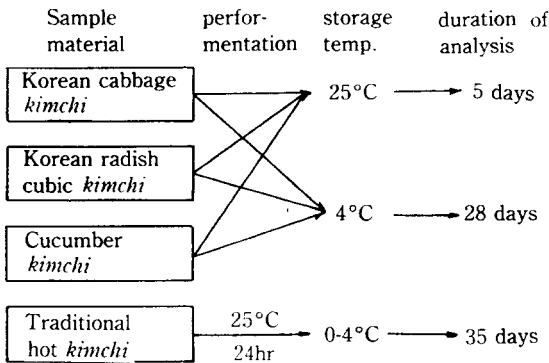 Sample perfor- storage duration of
material mentation temp. analysis
Korean cabbage
kimchi
25°C 5 days
Korean radish
cubic kimchi
4°C 28 days
Cucumber
kimchi
Traditional
hot kimchi
25°C
24hr
0-4°C 35 days